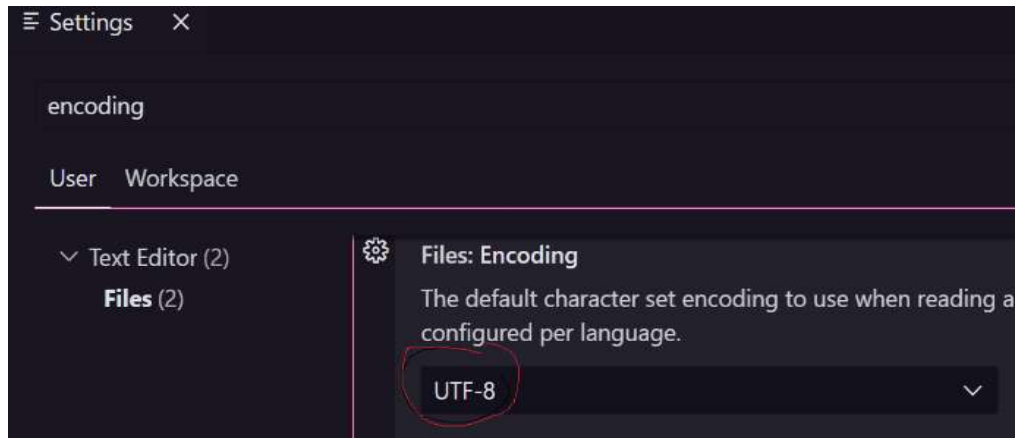 Settings
encoding
User Workspace
Text Editor (2)
Files (2)
Files: Encoding
The default character set encoding to use when reading a
configured per language.
UTF-8